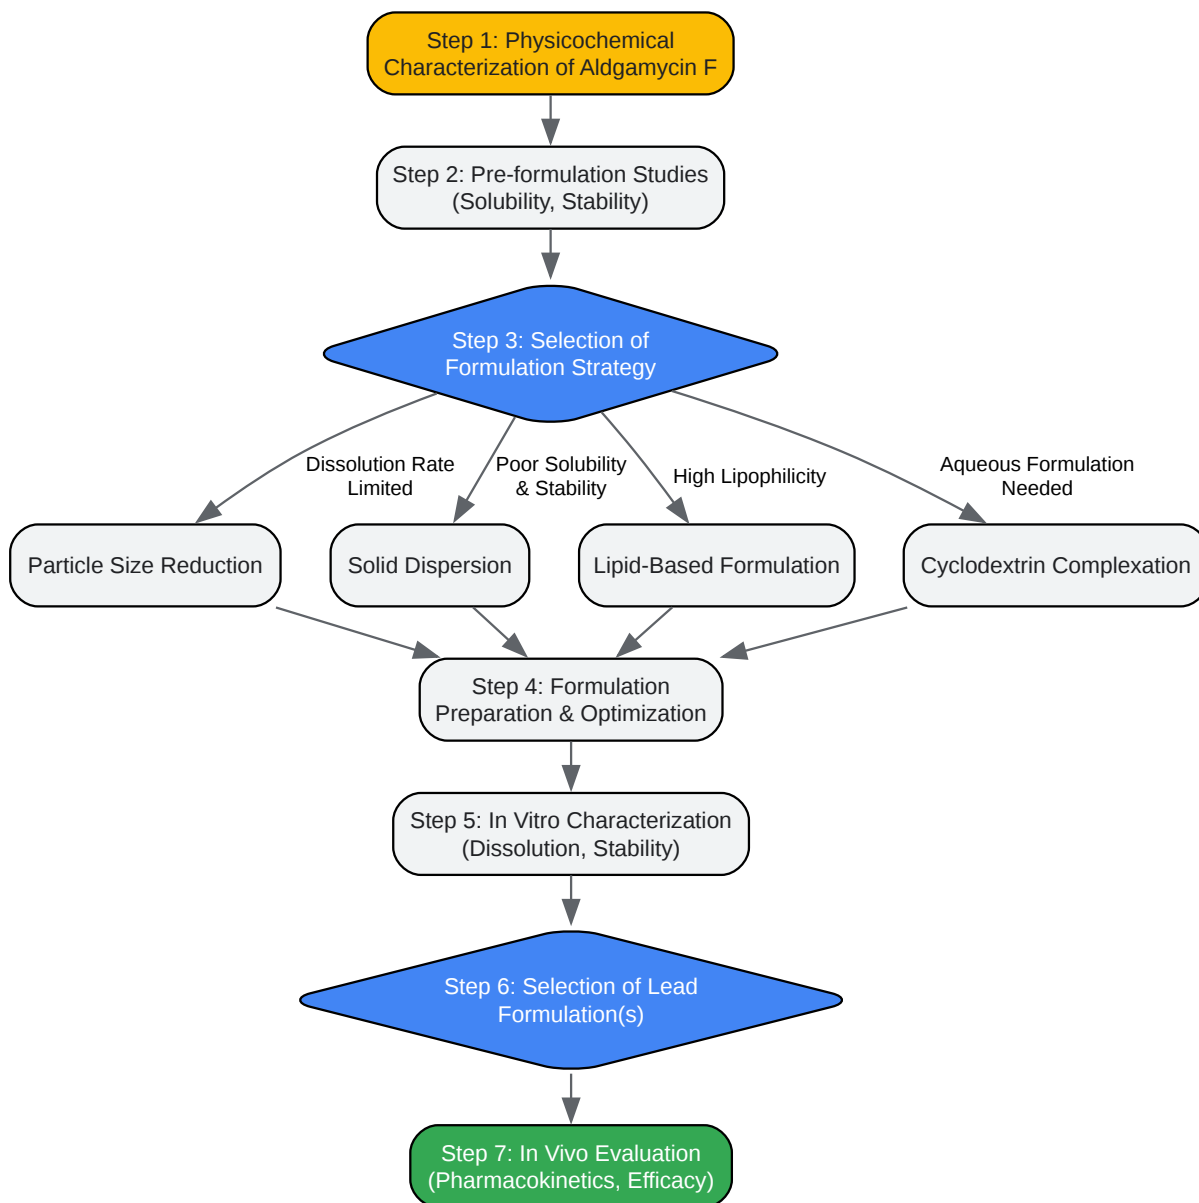 Step 1: Physicochemical
Characterization of Aldgamycin F
Step 2: Pre-formulation Studies
(Solubility, Stability)
Step 3: Selection of
Formulation Strategy
Dissolution Rate
Limited
Poor Solubility
& Stability
High Lipophilicity
Aqueous Formulation
Needed
Particle Size Reduction
Solid Dispersion
Lipid-Based Formulation
Cyclodextrin Complexation
Step 4: Formulation
Preparation & Optimization
Step 5: In Vitro Characterization
(Dissolution, Stability)
Step 6: Selection of Lead
Formulation(s)
Step 7: In Vivo Evaluation
(Pharmacokinetics, Efficacy)